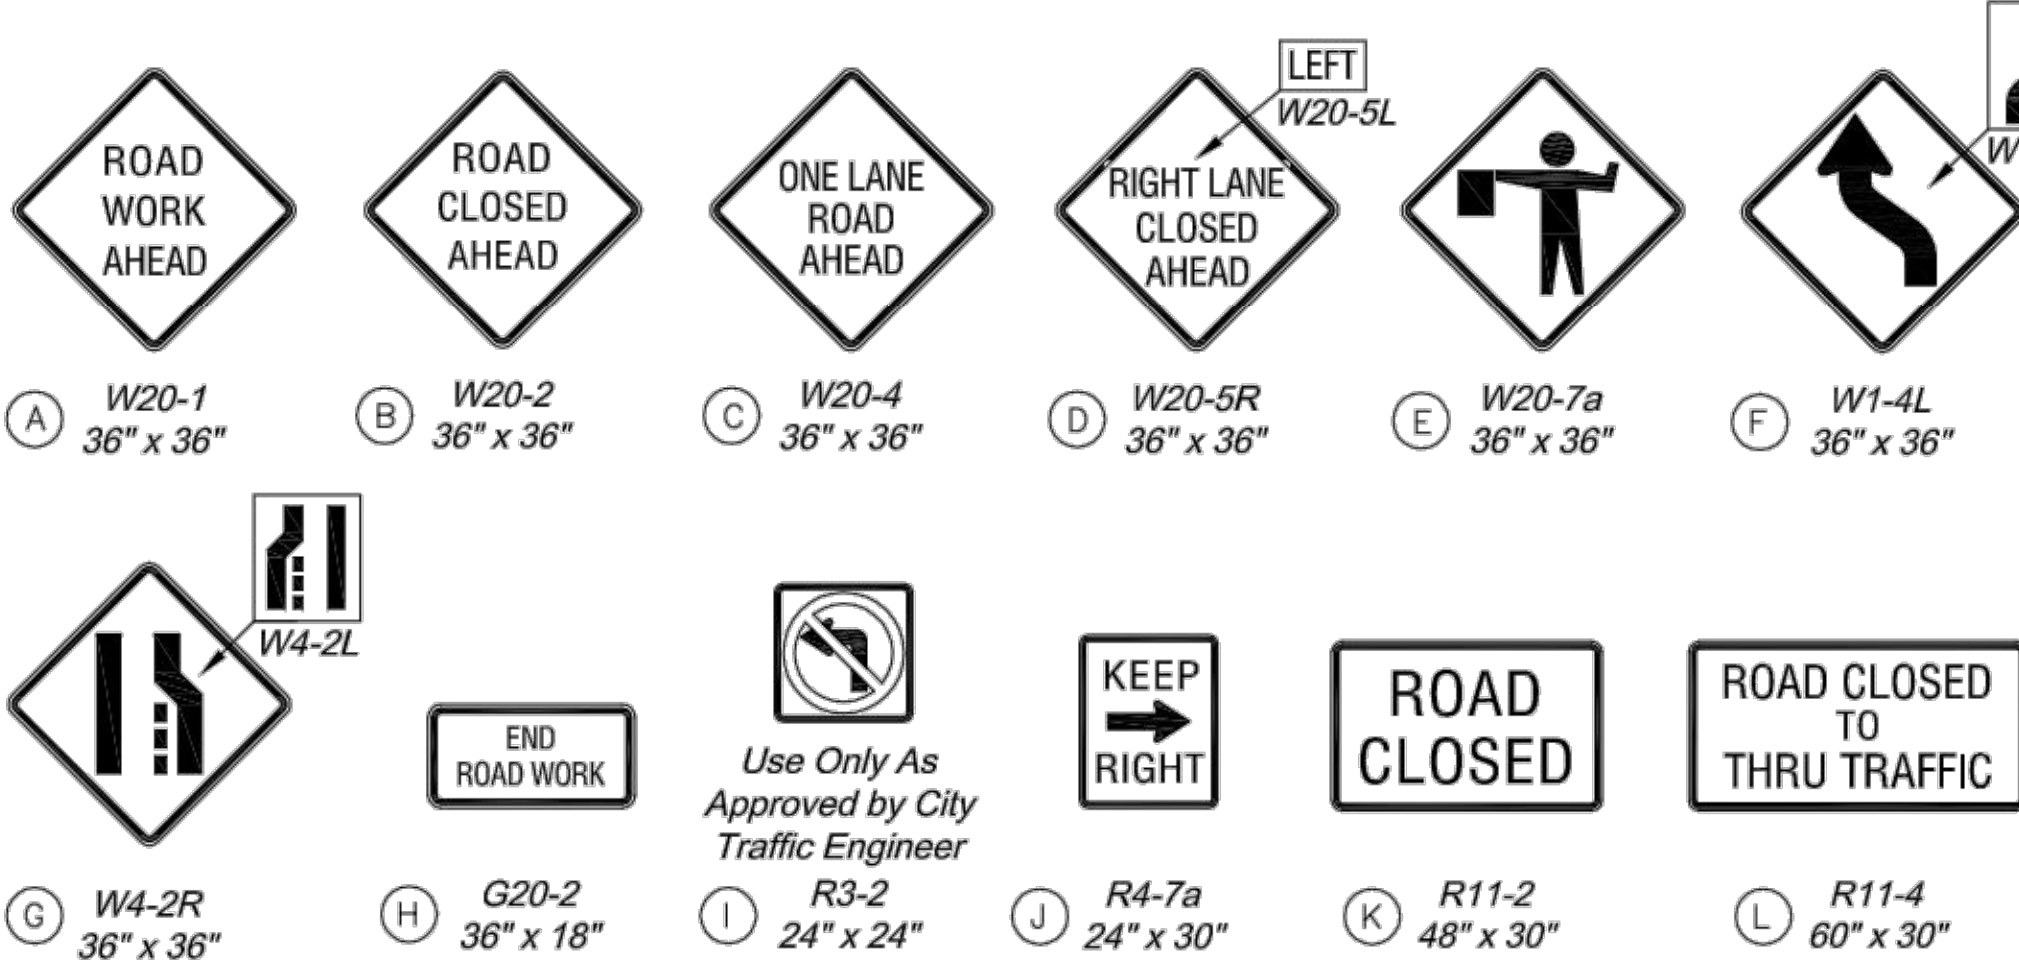 ROAD
WORK
AHEAD
A
W20-1
36" x 36"
ROAD
CLOSED
AHEAD
B
W20-2
36" x 36"
ONE LANE
ROAD
AHEAD
C
W20-4
36" x 36"
LEFT
W20-5L
RIGHT LANE
CLOSED
AHEAD
D
W20-5R
36" x 36"
E
W20-7a
36" x 36"
F
W1-4L
36" x 36"
W4-2L
G
W4-2R
36" x 36"
END
ROAD WORK
H
G20-2
36" x 18"
Use Only As
Approved by City
Traffic Engineer
I
R3-2
24" x 24"
KEEP
RIGHT
J
R4-7a
24" x 30"
ROAD
CLOSED
K
R11-2
48" x 30"
ROAD CLOSED
TO
THRU TRAFFIC
L
R11-4
60" x 30"